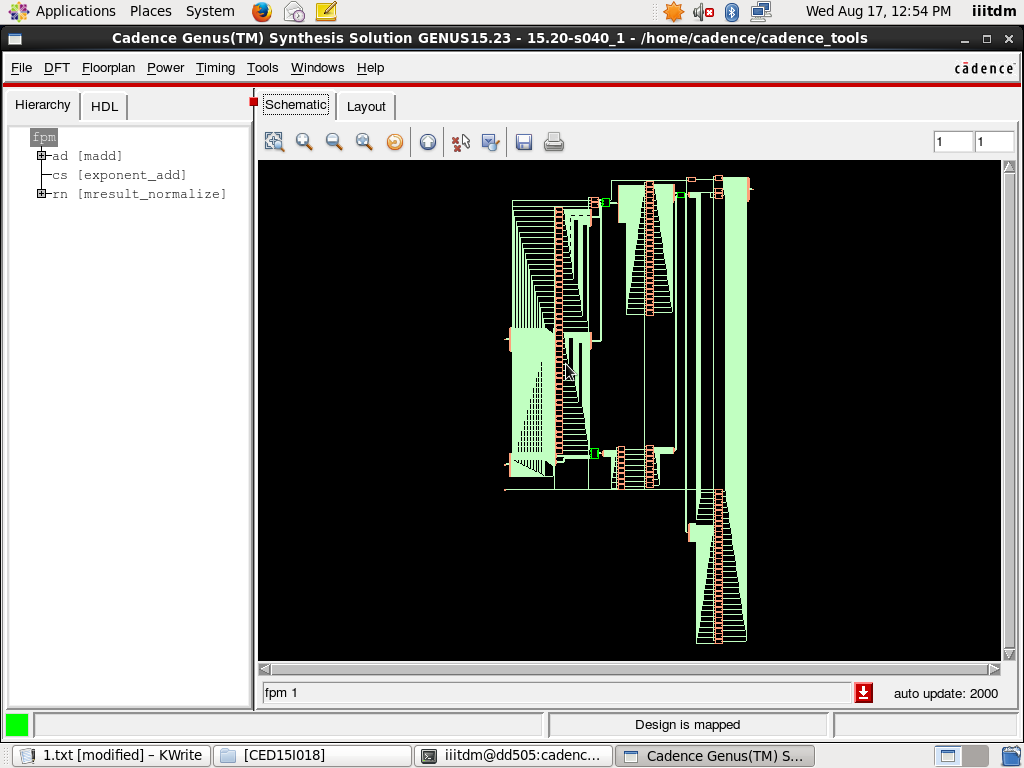 Applications Places System Wed Aug 17, 12:54 PM iiitdm
Cadence Genus(TM) Synthesis Solution GENUS15.23 - 15.20-s040_1 - /home/cadence/cadence_tools
File DFT Floorplan Power Timing Tools Windows Help cādence
Hierarchy HDL Schematic Layout
1 1
fpm
ad [madd]
cs [exponent_add]
rn [mresult_normalize]
fpm 1 auto update: 2000
Design is mapped
1.txt [modified] – KWrite [CED15I018] iiitdm@dd505:cadenc... Cadence Genus(TM) S...